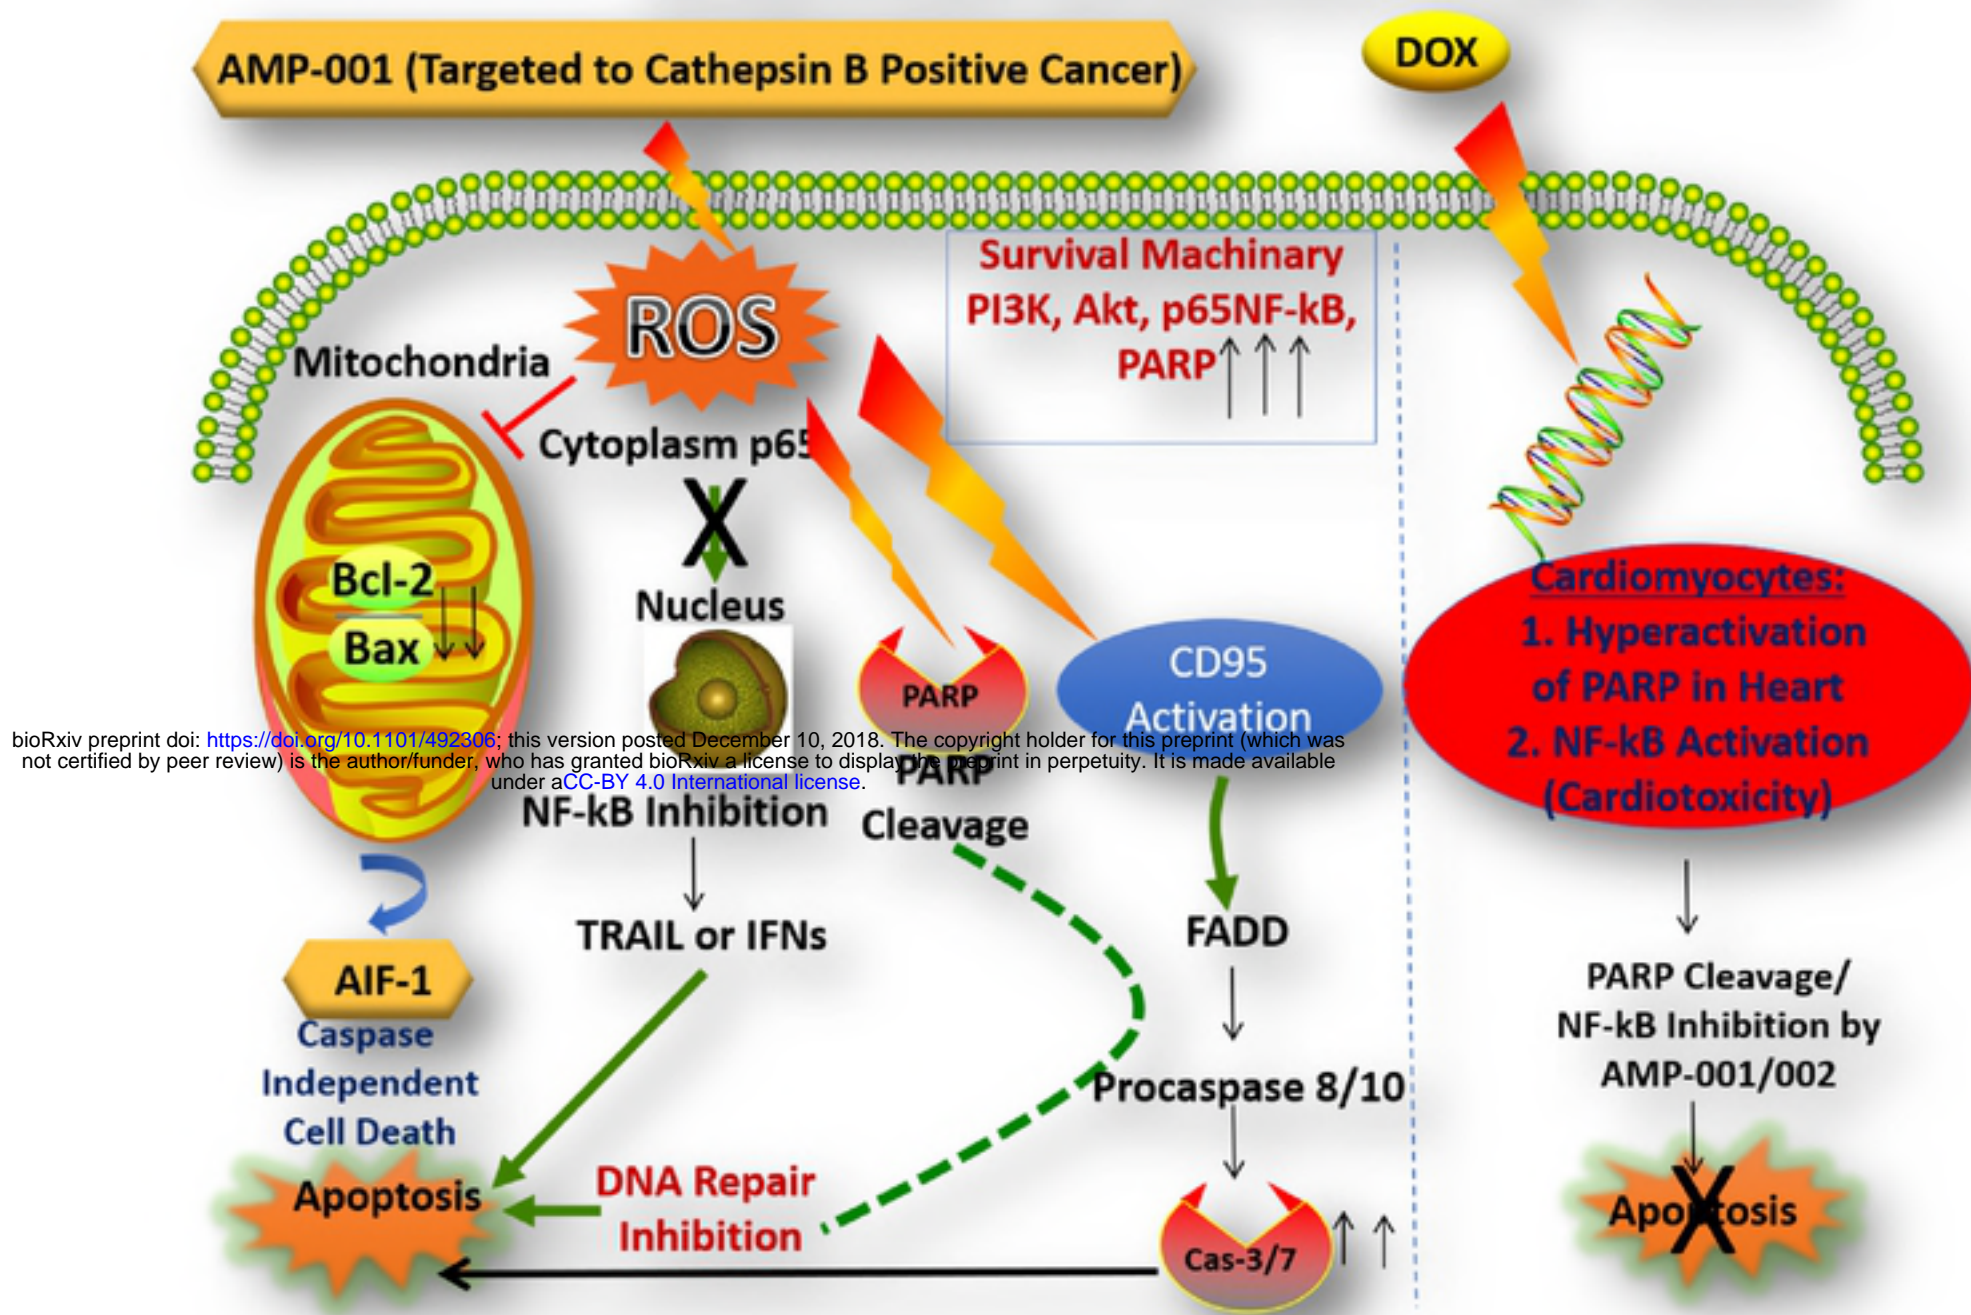 AMP-001 (Targeted to Cathepsin B Positive Cancer)
DOX
Survival Machinary
PI3K, Akt, p65NF-kB,
PARP
ROS
Mitochondria
Cytoplasm p65
Bcl-2
Bax
Nucleus
PARP
CD95
Activation
Cardiomyocytes:
1. Hyperactivation
of PARP in Heart
2. NF-kB Activation
(Cardiotoxicity)
bioRxiv preprint doi: https://doi.org/10.1101/492306; this version posted December 10, 2018. The copyright holder for this preprint (which was
not certified by peer review) is the author/funder, who has granted bioRxiv a license to display the preprint in perpetuity. It is made available
under aCC-BY 4.0 International license.
NF-kB Inhibition
PARP
Cleavage
TRAIL or IFNs
FADD
AIF-1
Caspase
Independent
Cell Death
Procaspase 8/10
PARP Cleavage/
NF-kB Inhibition by
AMP-001/002
Apoptosis
DNA Repair
Inhibition
Cas-3/7
Apoptosis